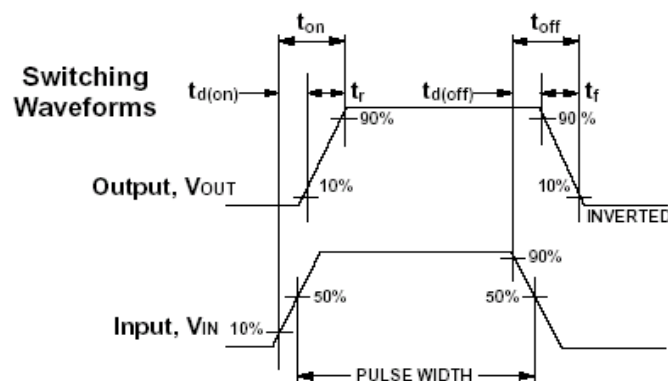 ton
toff
Switching
Waveforms
td(on)
tr
td(off)
tf
90%
90%
Output, VOUT
10%
10%
INVERTED
90%
50%
50%
Input, VIN
10%
PULSE WIDTH